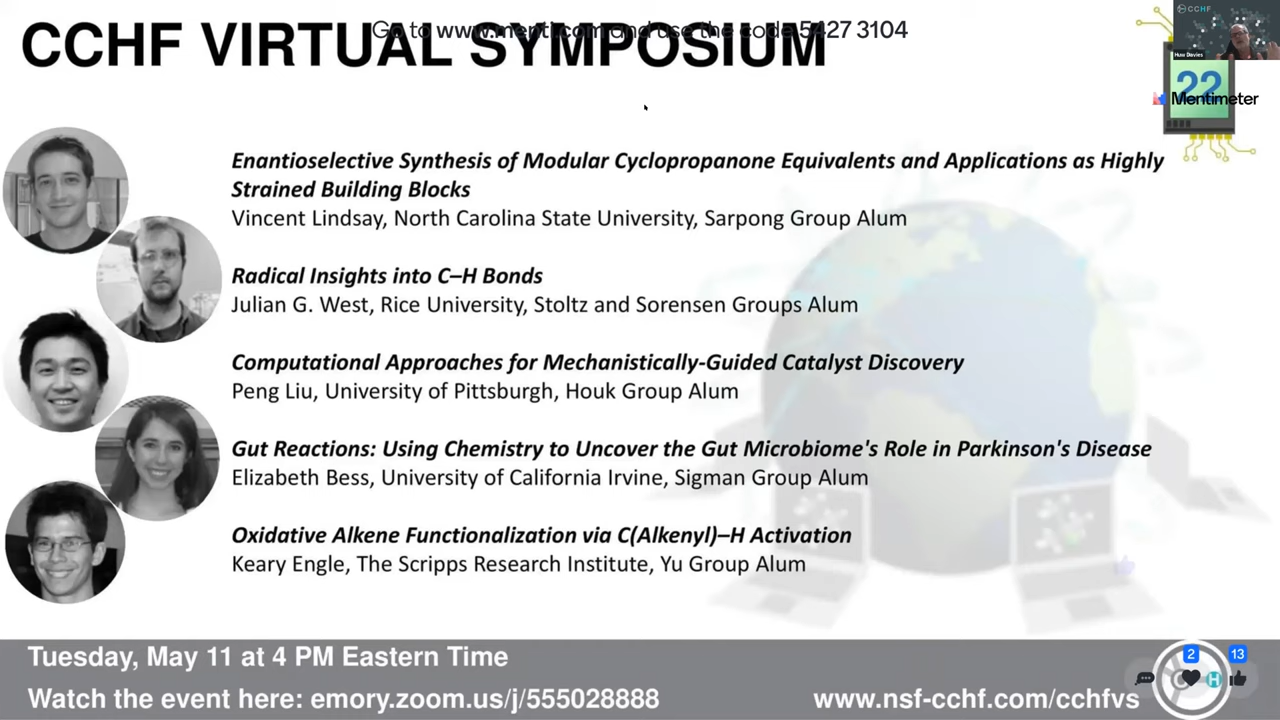 Go to www.menti.com and use the code 5427 3104
CCHF VIRTUAL SYMPOSIUM
CCHF
Huw Davies
22
Mentimeter
Enantioselective Synthesis of Modular Cyclopropanone Equivalents and Applications as Highly
Strained Building Blocks
Vincent Lindsay, North Carolina State University, Sarpong Group Alum
Radical Insights into C–H Bonds
Julian G. West, Rice University, Stoltz and Sorensen Groups Alum
Computational Approaches for Mechanistically-Guided Catalyst Discovery
Peng Liu, University of Pittsburgh, Houk Group Alum
Gut Reactions: Using Chemistry to Uncover the Gut Microbiome's Role in Parkinson's Disease
Elizabeth Bess, University of California Irvine, Sigman Group Alum
Oxidative Alkene Functionalization via C(Alkenyl)–H Activation
Keary Engle, The Scripps Research Institute, Yu Group Alum
Tuesday, May 11 at 4 PM Eastern Time
2 13
H
Watch the event here: emory.zoom.us/j/555028888
www.nsf-cchf.com/cchfvs